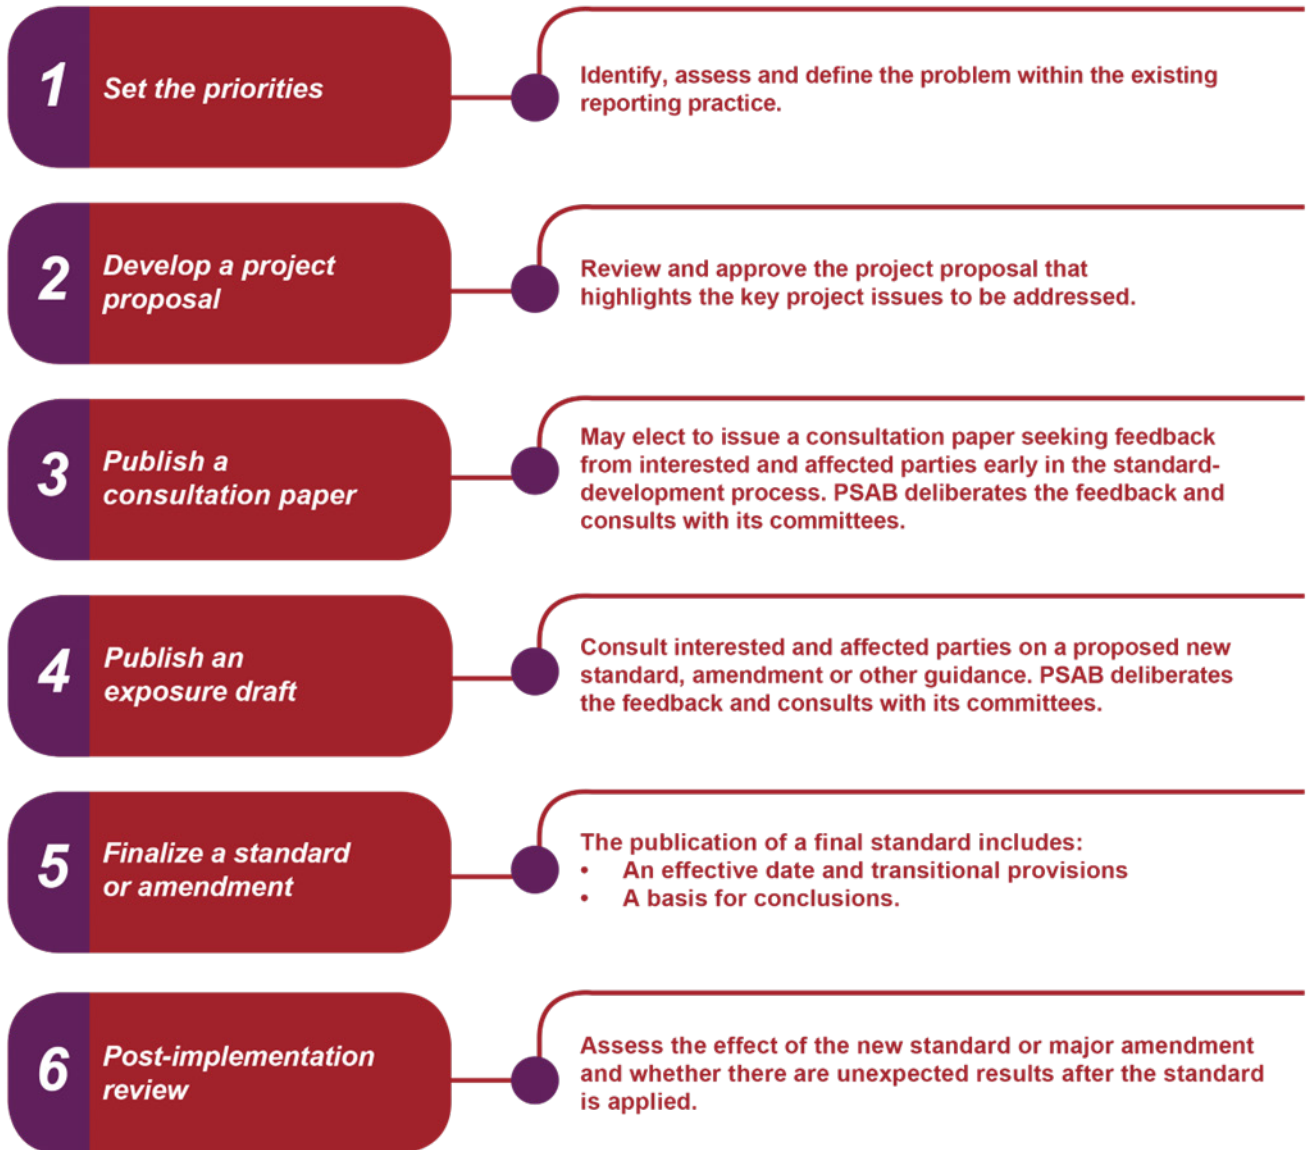 1
Set the priorities
Identify, assess and define the problem within the existing
reporting practice.
2
Develop a project
proposal
Review and approve the project proposal that
highlights the key project issues to be addressed.
3
Publish a
consultation paper
May elect to issue a consultation paper seeking feedback
from interested and affected parties early in the standard-
development process. PSAB deliberates the feedback and
consults with its committees.
4
Publish an
exposure draft
Consult interested and affected parties on a proposed new
standard, amendment or other guidance. PSAB deliberates
the feedback and consults with its committees.
5
Finalize a standard
or amendment
The publication of a final standard includes:
• An effective date and transitional provisions
• A basis for conclusions.
6
Post-implementation
review
Assess the effect of the new standard or major amendment
and whether there are unexpected results after the standard
is applied.